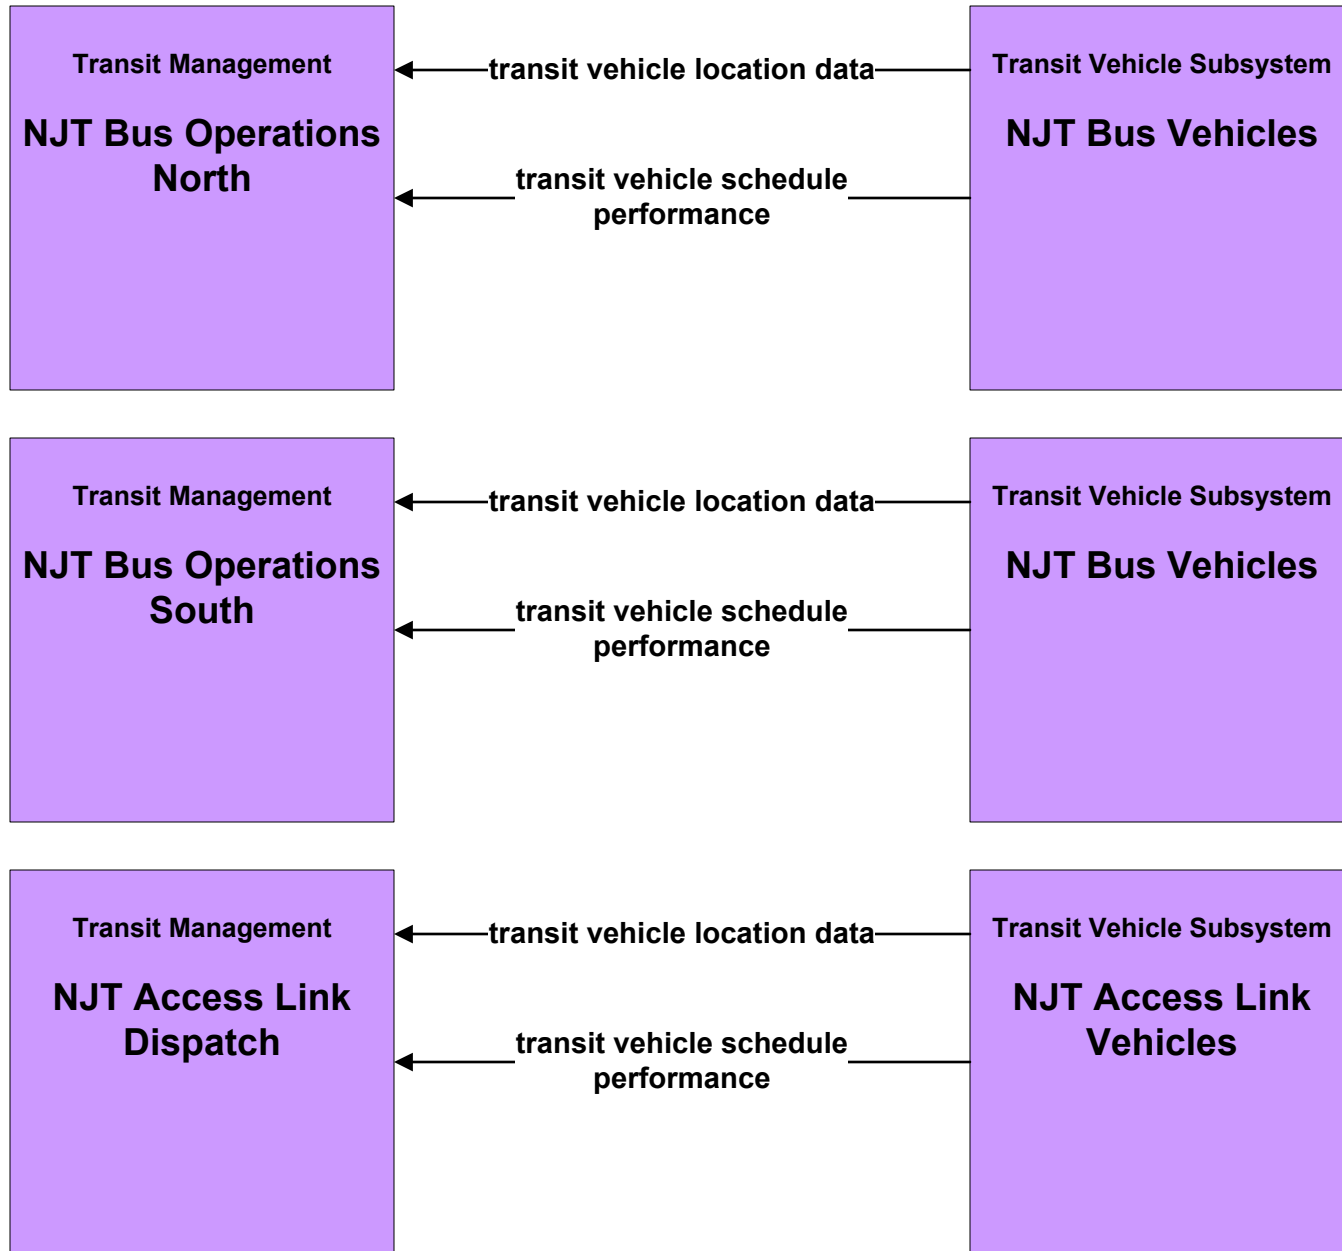 Transit Management
NJT Bus Operations
North
transit vehicle location data
transit vehicle schedule
performance
Transit Vehicle Subsystem
NJT Bus Vehicles
Transit Management
NJT Bus Operations
South
transit vehicle location data
transit vehicle schedule
performance
Transit Vehicle Subsystem
NJT Bus Vehicles
Transit Management
NJT Access Link
Dispatch
transit vehicle location data
transit vehicle schedule
performance
Transit Vehicle Subsystem
NJT Access Link
Vehicles